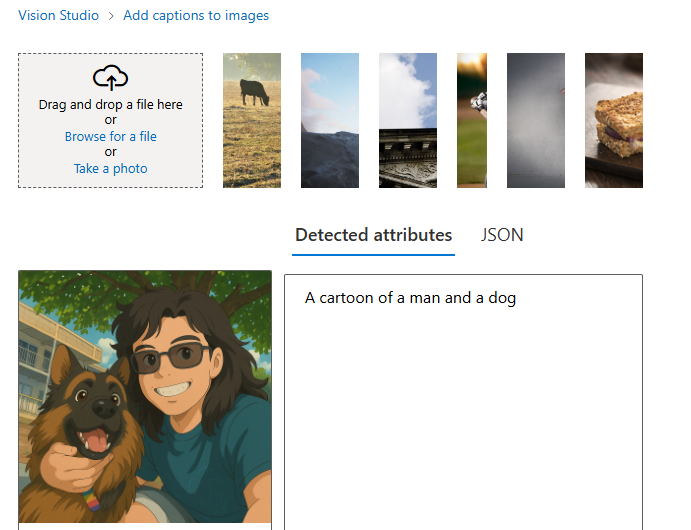 Vision Studio > Add captions to images
Drag and drop a file here
or
Browse for a file
or
Take a photo
Detected attributes JSON
A cartoon of a man and a dog